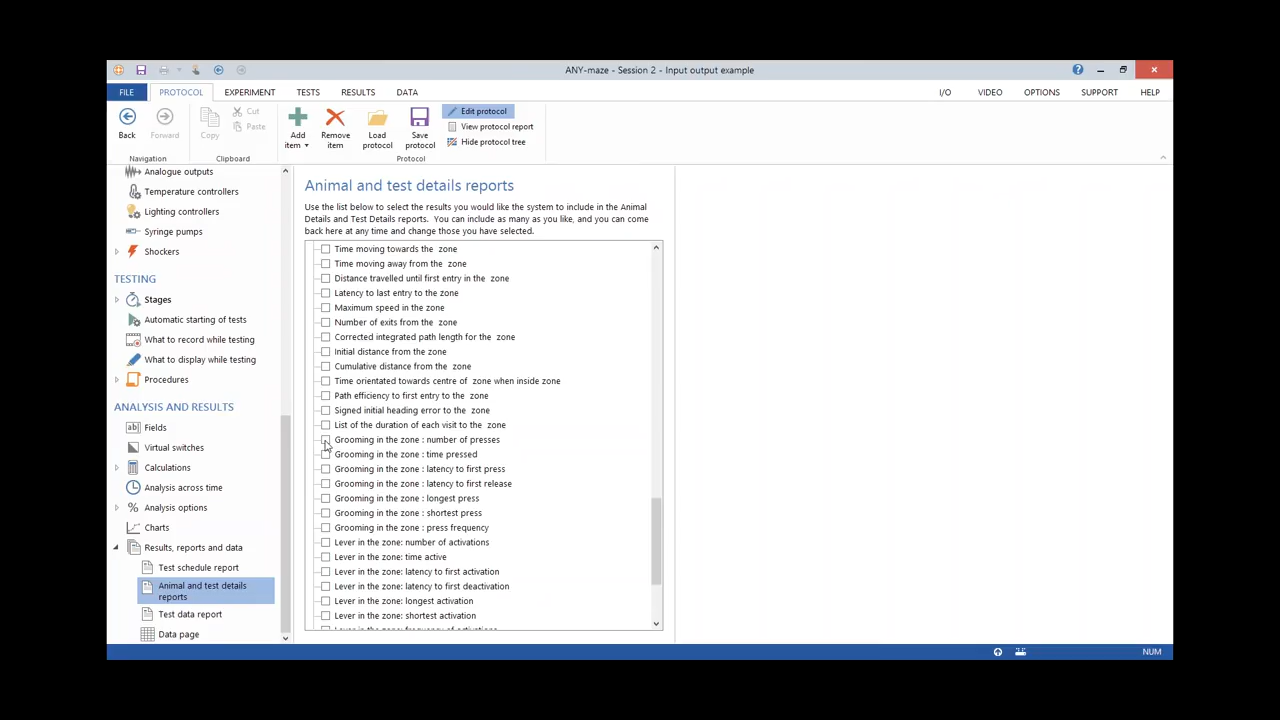 ANY-maze - Session 2 - Input output example
FILE PROTOCOL EXPERIMENT TESTS RESULTS DATA I/O VIDEO OPTIONS SUPPORT HELP
Back
Forward
Navigation
Copy
Cut
Paste
Clipboard
Add item
Remove item
Load protocol
Save protocol
Edit protocol
View protocol report
Hide protocol tree
Protocol
Analogue outputs
Temperature controllers
Lighting controllers
Syringe pumps
Shockers
TESTING
Stages
Automatic starting of tests
What to record while testing
What to display while testing
Procedures
ANALYSIS AND RESULTS
Fields
Virtual switches
Calculations
Analysis across time
Analysis options
Charts
Results, reports and data
Test schedule report
Animal and test details
reports
Test data report
Data page
Animal and test details reports
Use the list below to select the results you would like the system to include in the Animal
Details and Test Details reports. You can include as many as you like, and you can come
back here at any time and change those you have selected.
Time moving towards the zone
Time moving away from the zone
Distance travelled until first entry in the zone
Latency to last entry to the zone
Maximum speed in the zone
Number of exits from the zone
Corrected integrated path length for the zone
Initial distance from the zone
Cumulative distance from the zone
Time orientated towards centre of zone when inside zone
Path efficiency to first entry to the zone
Signed initial heading error to the zone
List of the duration of each visit to the zone
Grooming in the zone : number of presses
Grooming in the zone : time pressed
Grooming in the zone : latency to first press
Grooming in the zone : latency to first release
Grooming in the zone : longest press
Grooming in the zone : shortest press
Grooming in the zone : press frequency
Lever in the zone: number of activations
Lever in the zone: time active
Lever in the zone: latency to first activation
Lever in the zone: latency to first deactivation
Lever in the zone: longest activation
Lever in the zone: shortest activation
Lever in the zone: frequency of activations
NUM